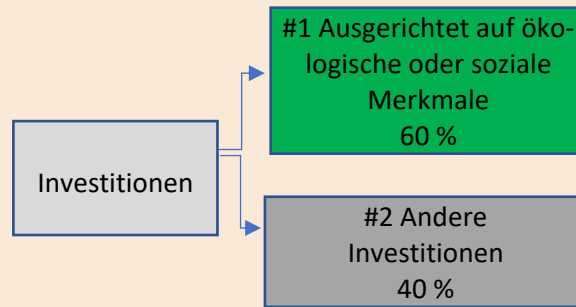 #1 Ausgerichtet auf öko-
logische oder soziale
Merkmale
60 %
Investitionen
#2 Andere
Investitionen
40 %